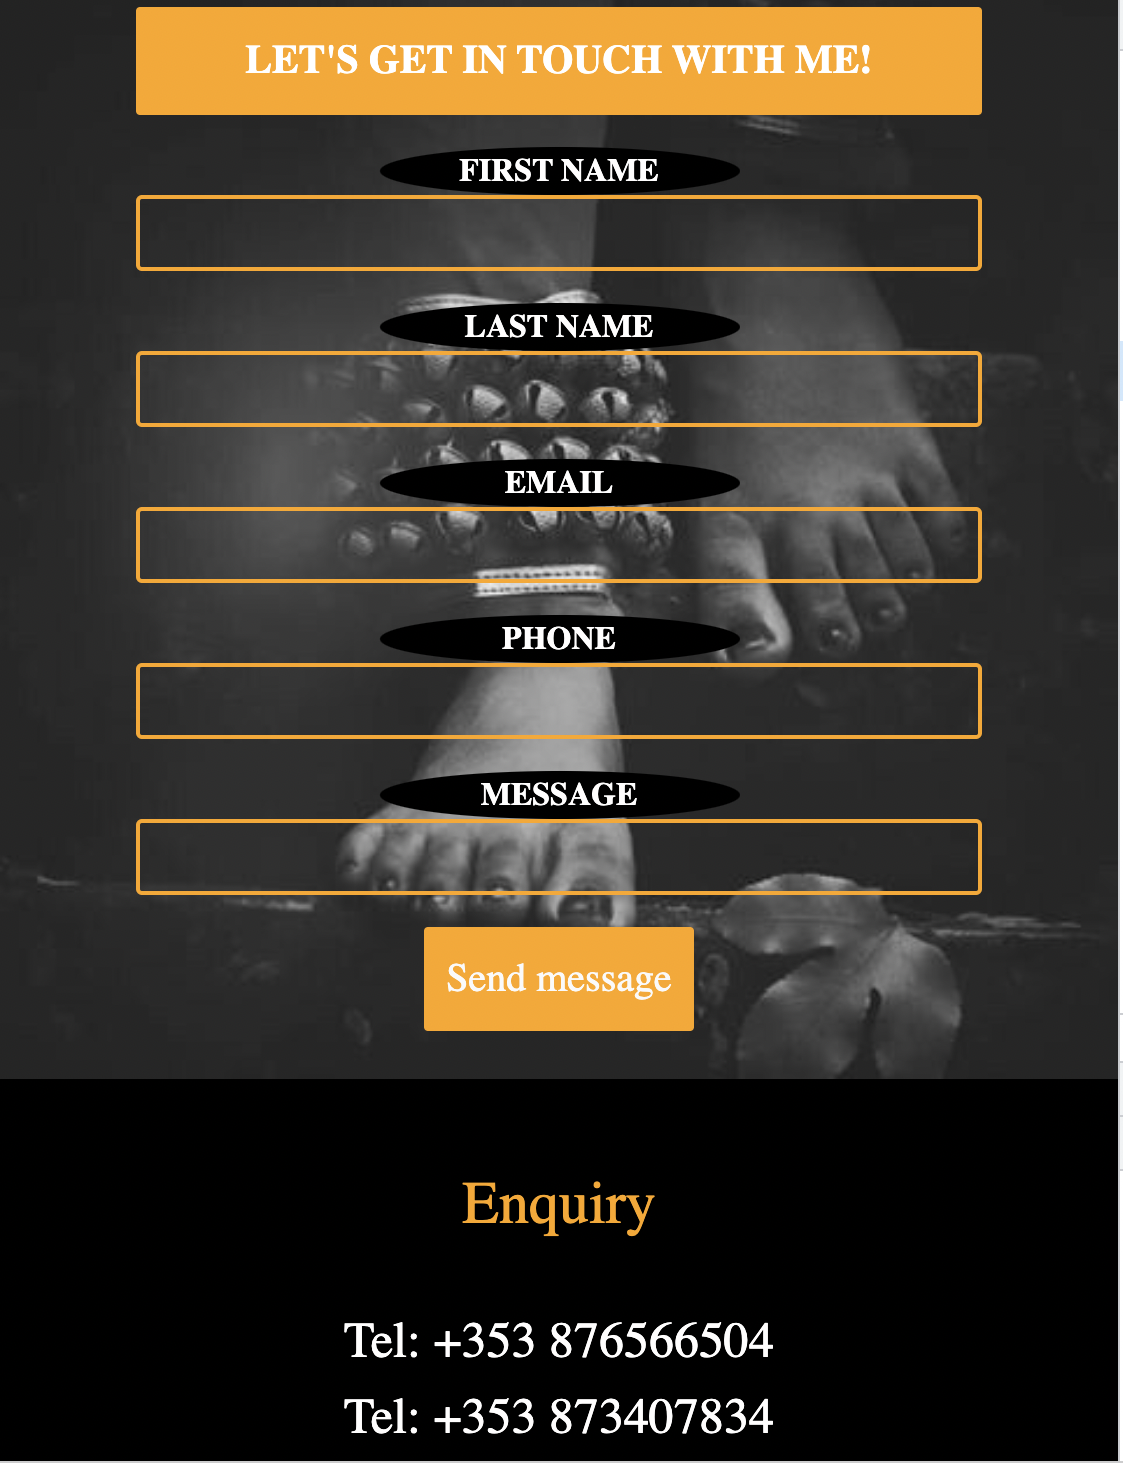 LET'S GET IN TOUCH WITH ME!
FIRST NAME
LAST NAME
EMAIL
PHONE
MESSAGE
Send message
Enquiry
Tel: +353 876566504
Tel: +353 873407834